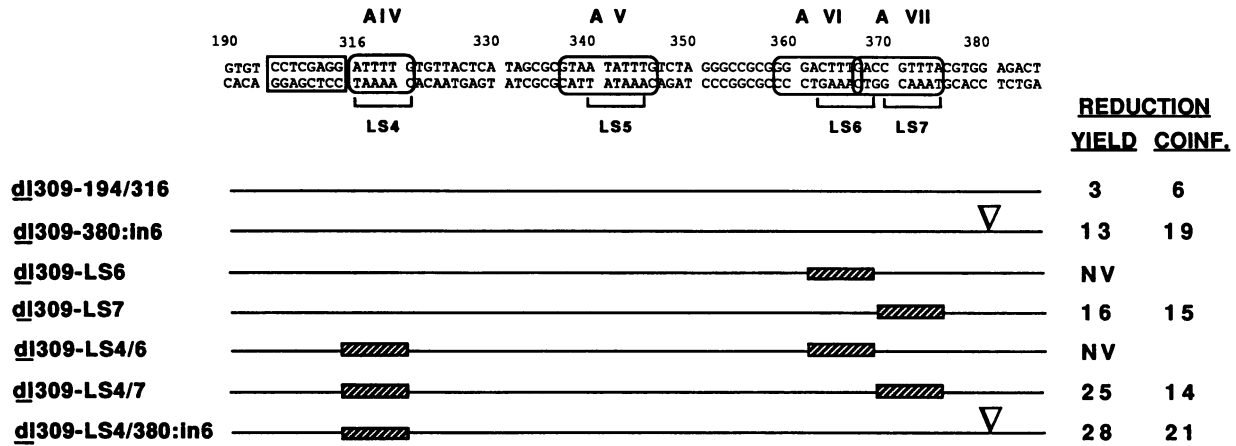 A IV A V A VI A VII
190 316 330 340 350 360 370 380
GTGT CCTCGAGG ATTTT GTGTTACTCA TAGCGCGTAA TATTTGTCTA GGGCCGCGGG GACTTTGACC GTTTACGTGG AGACT
CACA GGAGCTCC TAAAA CACAATGAGT ATCGCGCATT ATAAACAGAT CCCGGCGCCC CTGAAACTGG CAAATGCACC TCTGA
LS4 LS5 LS6 LS7
REDUCTION
YIELD COINF.
dl309-194/316 3 6
dl309-380:in6 13 19
dl309-LS6 NV
dl309-LS7 16 15
dl309-LS4/6 NV
dl309-LS4/7 25 14
dl309-LS4/380:in6 28 21